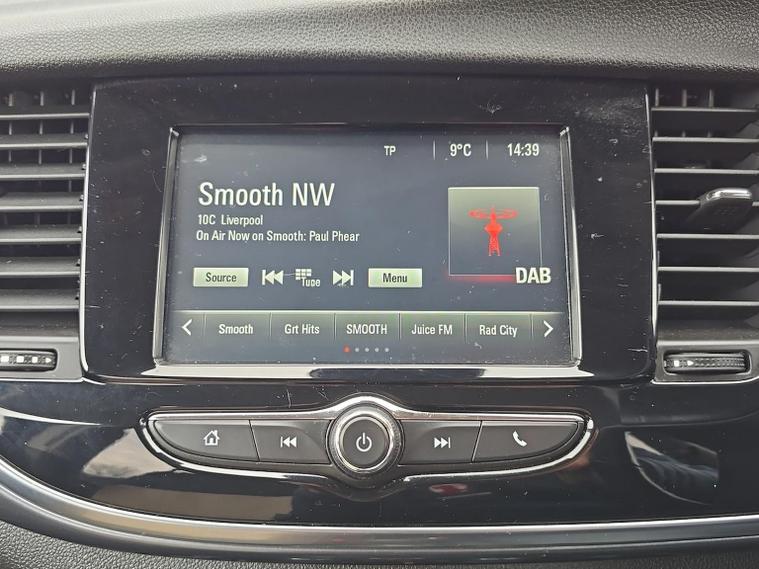 TP 9°C 14:39
Smooth NW
10C Liverpool
On Air Now on Smooth: Paul Phear
DAB
Source Tune Menu
Smooth Grt Hits SMOOTH Juice FM Rad City